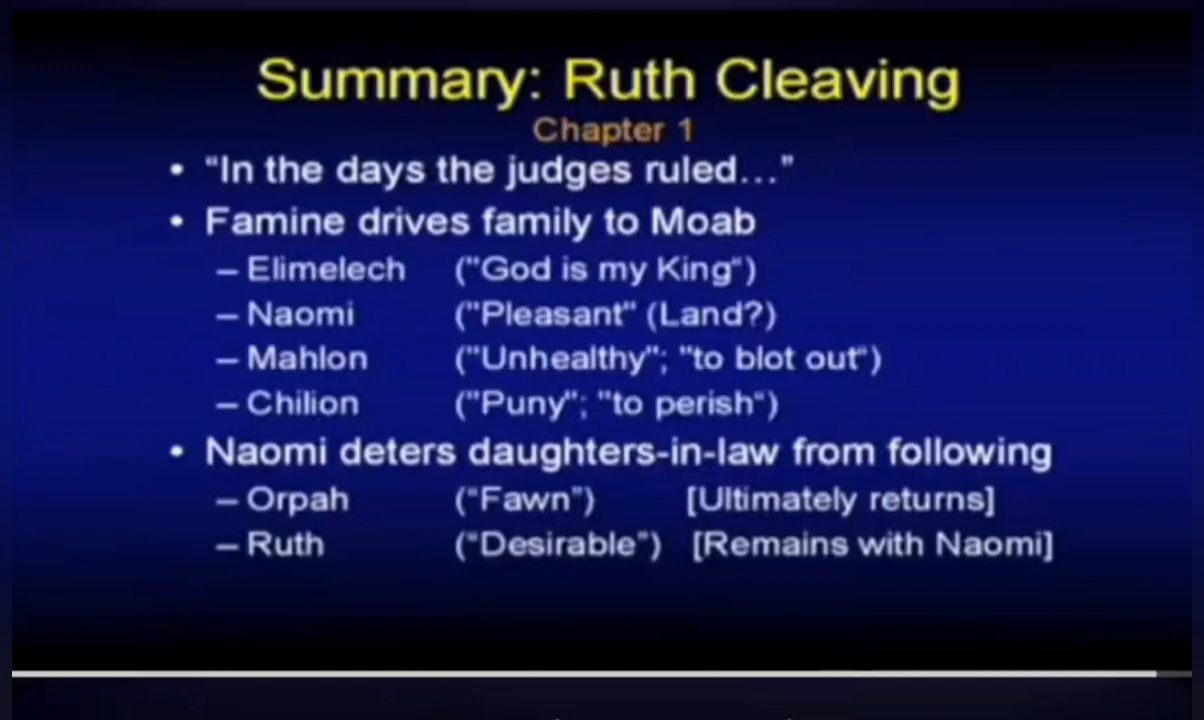 Summary: Ruth Cleaving
Chapter 1
• “In the days the judges ruled…”
• Famine drives family to Moab
– Elimelech ("God is my King“)
– Naomi ("Pleasant" (Land?)
– Mahlon ("Unhealthy"; "to blot out“)
– Chilion ("Puny"; "to perish“)
• Naomi deters daughters-in-law from following
– Orpah (“Fawn”) [Ultimately returns]
– Ruth (“Desirable”) [Remains with Naomi]